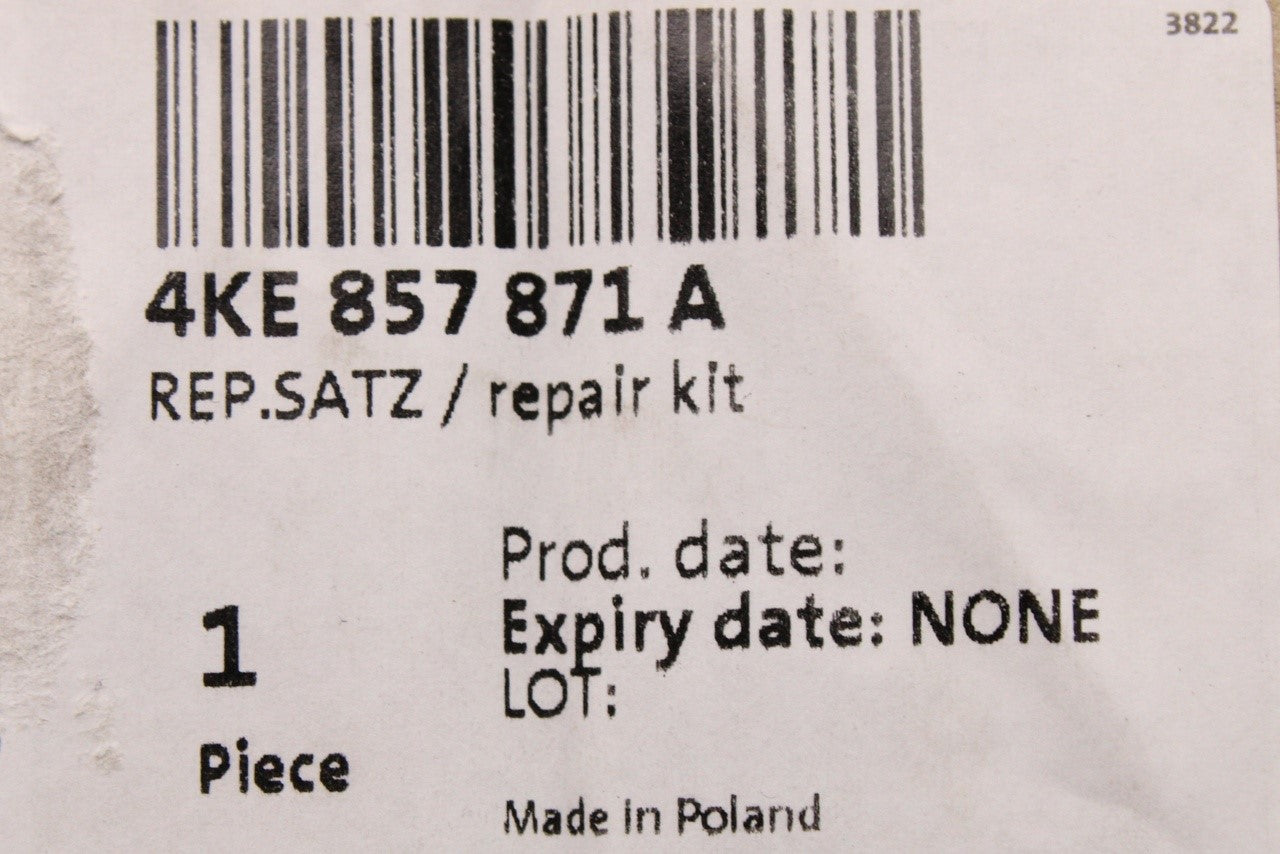 3822
4KE 857 871 A
REP.SATZ / repair kit
Prod. date:
Expiry date: NONE
LOT:
1
Piece
Made in Poland